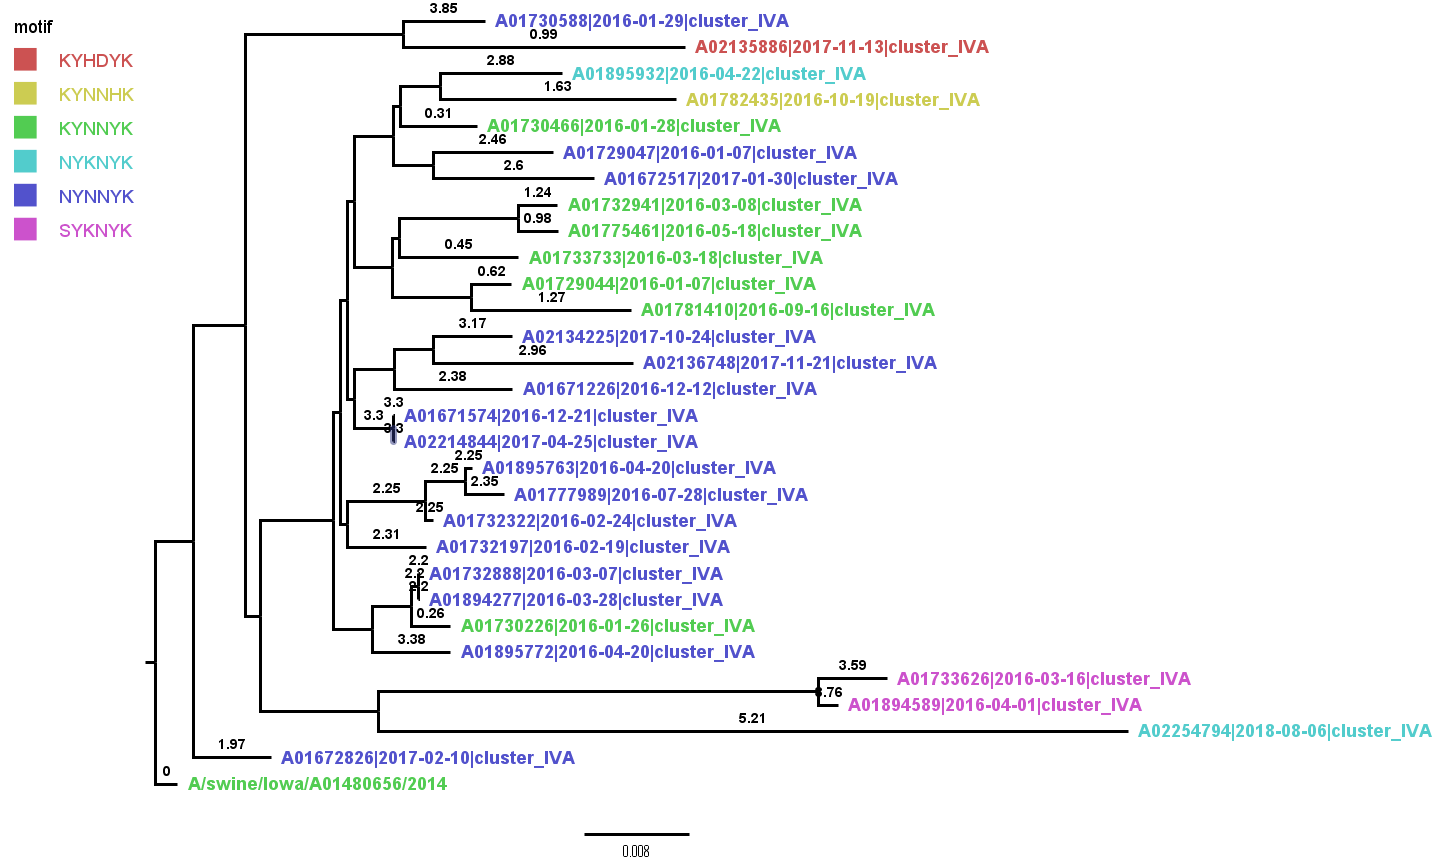 motif
KYHDYK
KYNNHK
KYNNYK
NYKNYK
NYNNYK
SYKNYK
3.85
A01730588|2016-01-29|cluster_IVA
0.99
A02135886|2017-11-13|cluster_IVA
2.88
A01895932|2016-04-22|cluster_IVA
1.63
A01782435|2016-10-19|cluster_IVA
0.31
A01730466|2016-01-28|cluster_IVA
2.46
A01729047|2016-01-07|cluster_IVA
2.6
A01672517|2017-01-30|cluster_IVA
1.24
A01732941|2016-03-08|cluster_IVA
0.98
A01775461|2016-05-18|cluster_IVA
0.45
A01733733|2016-03-18|cluster_IVA
0.62
A01729044|2016-01-07|cluster_IVA
1.27
A01781410|2016-09-16|cluster_IVA
3.17
A02134225|2017-10-24|cluster_IVA
2.96
A02136748|2017-11-21|cluster_IVA
2.38
A01671226|2016-12-12|cluster_IVA
3.3
3.3
A01671574|2016-12-21|cluster_IVA
3.3
A02214844|2017-04-25|cluster_IVA
2.25
2.25
A01895763|2016-04-20|cluster_IVA
2.35
2.25
A01777989|2016-07-28|cluster_IVA
2.25
A01732322|2016-02-24|cluster_IVA
2.31
A01732197|2016-02-19|cluster_IVA
2.2
2.2
A01732888|2016-03-07|cluster_IVA
2.2
A01894277|2016-03-28|cluster_IVA
0.26
A01730226|2016-01-26|cluster_IVA
3.38
A01895772|2016-04-20|cluster_IVA
3.59
A01733626|2016-03-16|cluster_IVA
A01894589|2016-04-01|cluster_IVA
5.21
A02254794|2018-08-06|cluster_IVA
1.97
A01672826|2017-02-10|cluster_IVA
0
A/swine/Iowa/A01480656/2014
0.008